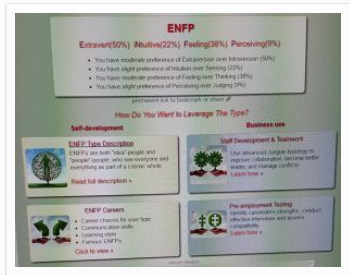 ENFP
Extravert(50%) iNtuitive(22%) Feeling(38%) Perceiving(9%)
You have moderate preference of Extraversion over Introversion (50%)
You have slight preference of Intuition over Sensing (22%)
You have moderate preference of Feeling over Thinking (38%)
You have slight preference of Perceiving over Judging (9%)
permanent link to bookmark or share
How Do You Want to Leverage The Type?
Self-development
ENFP Type Description
ENFPs are both "idea" people and
"people" people, who see everyone and
everything as part of a cosmic whole.
Read full description »
ENFP Careers
Career choices for your type
Communication skills
Learning style
Famous ENFPs
Click to view »
Business use
Staff Development & Teamwork
Use advanced Jungian typology to
improve collaboration, become better
leader, and manage conflicts
Learn how »
Pre-employment Testing
Identify candidate's strengths, conduct
effective interviews and assess
compatibility
Learn how »